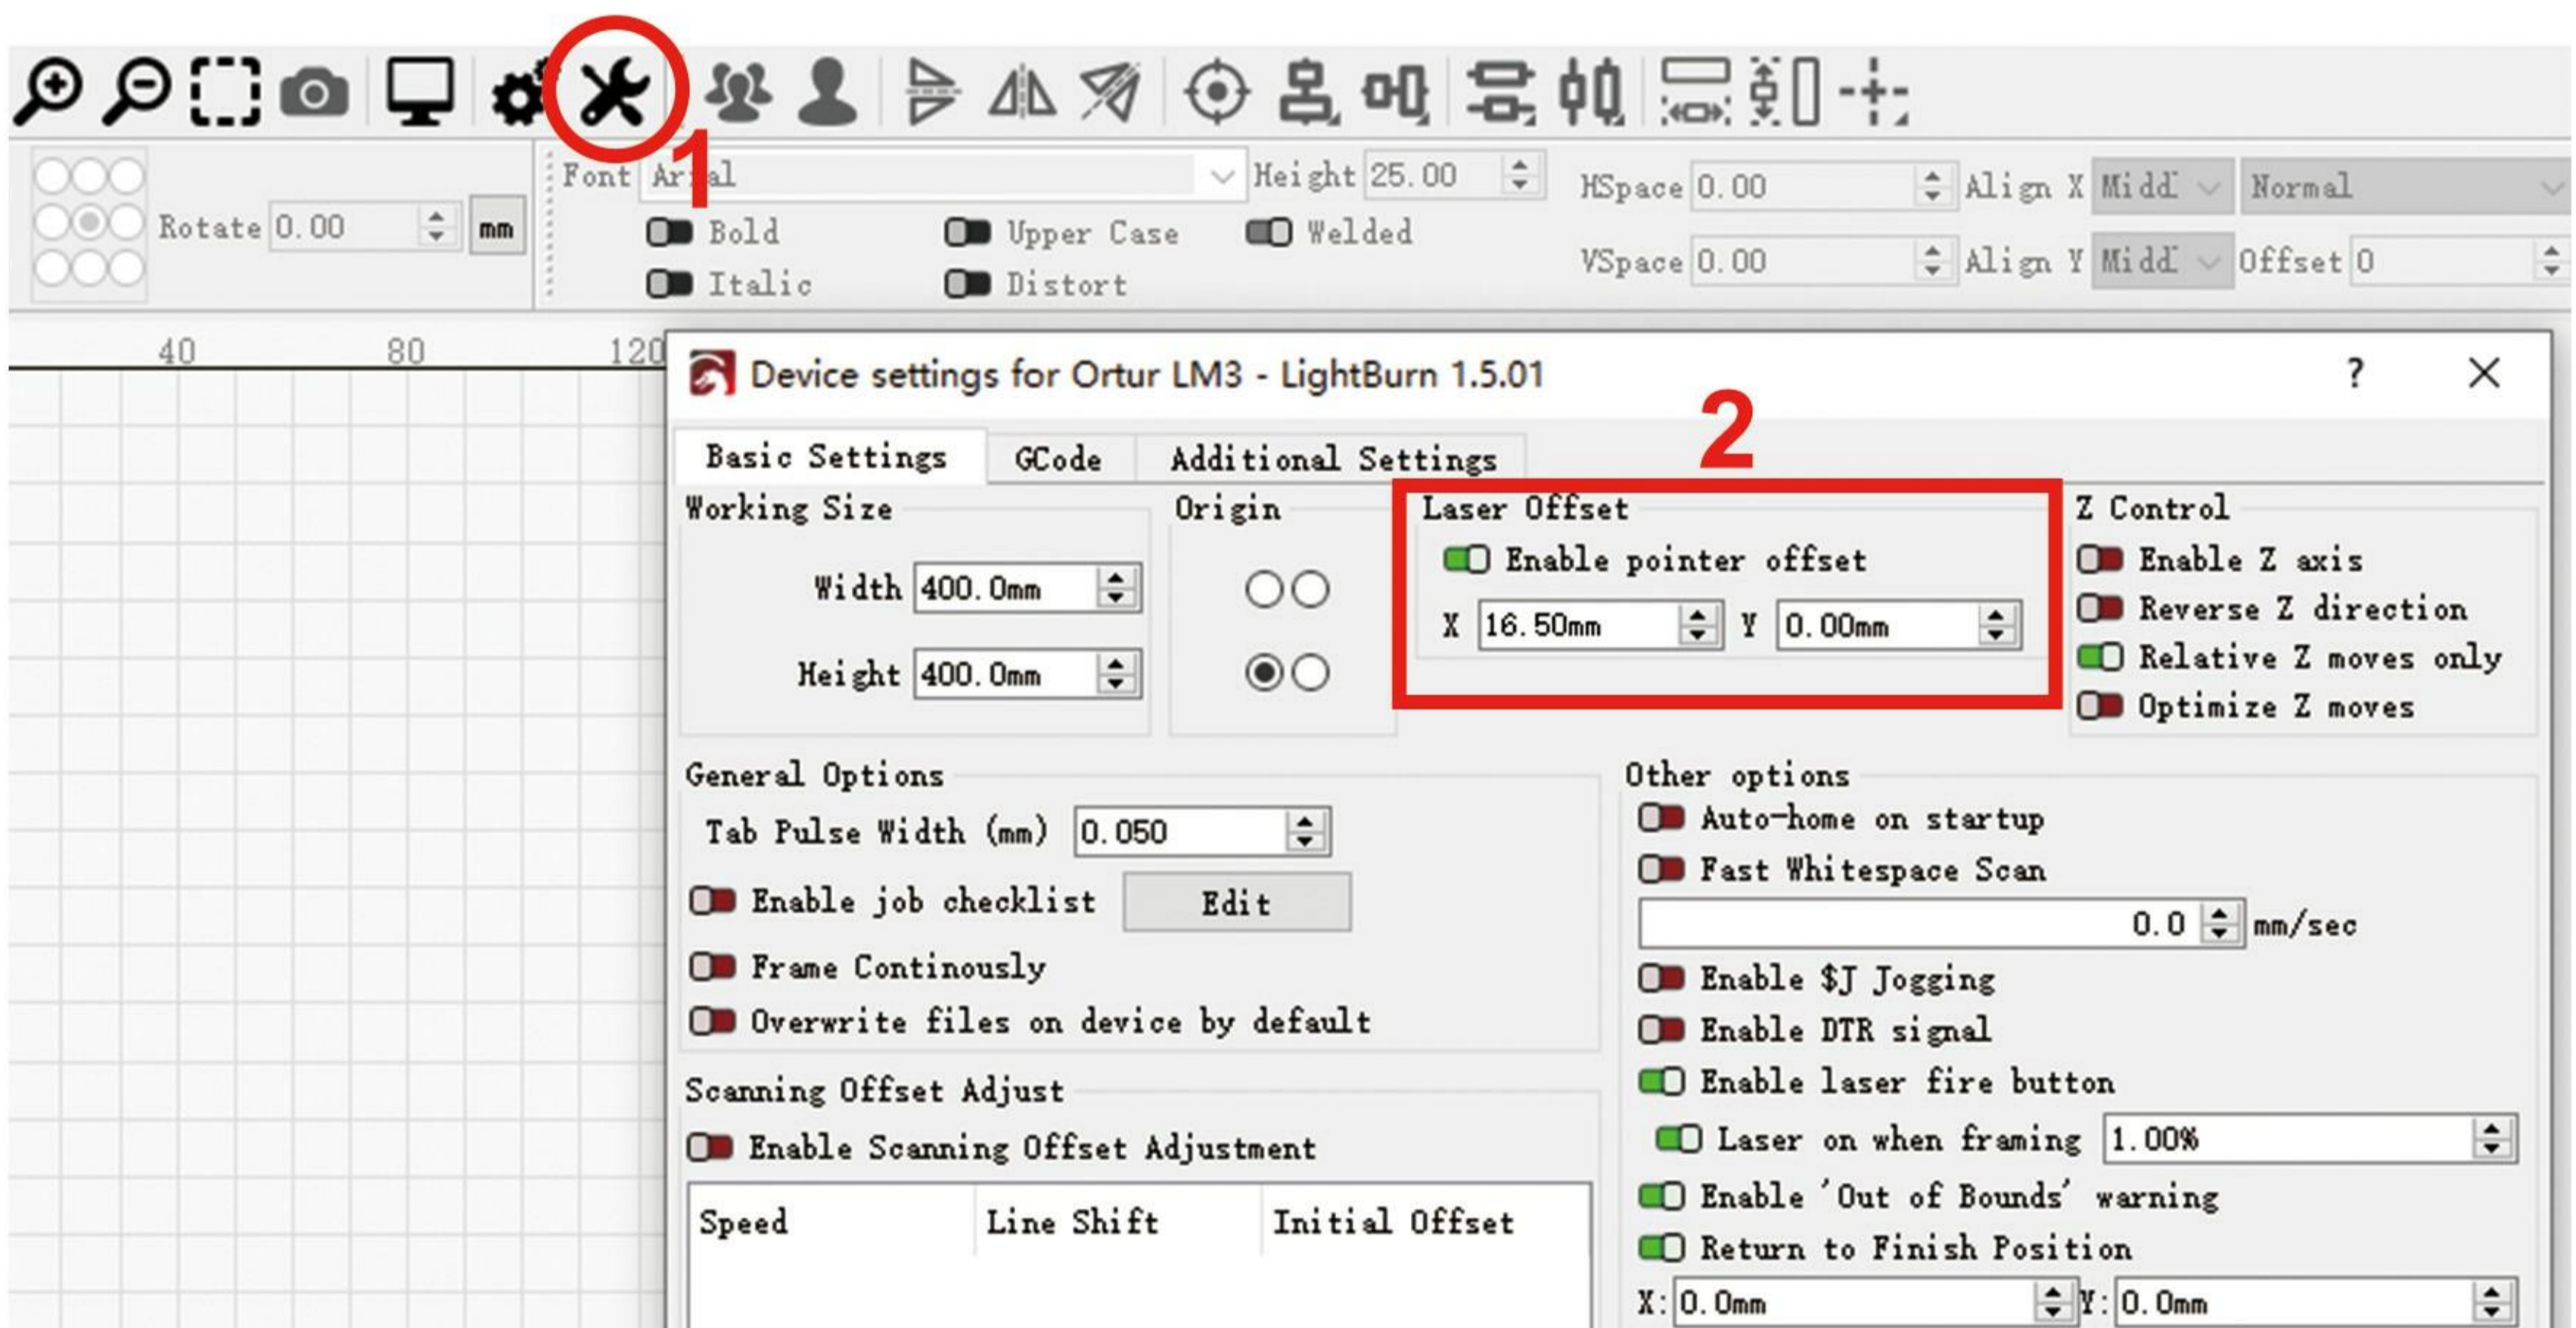 1
Font Arial Height 25.00 HSpace 0.00 Align X Midd Normal
Rotate 0.00 mm Bold Upper Case Welded
VSpace 0.00 Align Y Midd Offset 0
Italic Distort
40 80 120
Device settings for Ortur LM3 - LightBurn 1.5.01 ?
2
Basic Settings GCode Additional Settings
Working Size Origin Laser Offset Z Control
Enable pointer offset Enable Z axis
Width 400.0mm
X 16.50mm Y 0.00mm Reverse Z direction
Height 400.0mm Relative Z moves only
Optimize Z moves
General Options Other options
Tab Pulse Width (mm) 0.050 Auto-home on startup
Fast Whitespace Scan
Enable job checklist Edit 0.0 mm/sec
Frame Continously Enable $J Jogging
Overwrite files on device by default Enable DTR signal
Scanning Offset Adjust Enable laser fire button
Enable Scanning Offset Adjustment Laser on when framing 1.00%
Enable 'Out of Bounds' warning
Speed Line Shift Initial Offset Return to Finish Position
X: 0.0mm Y: 0.0mm